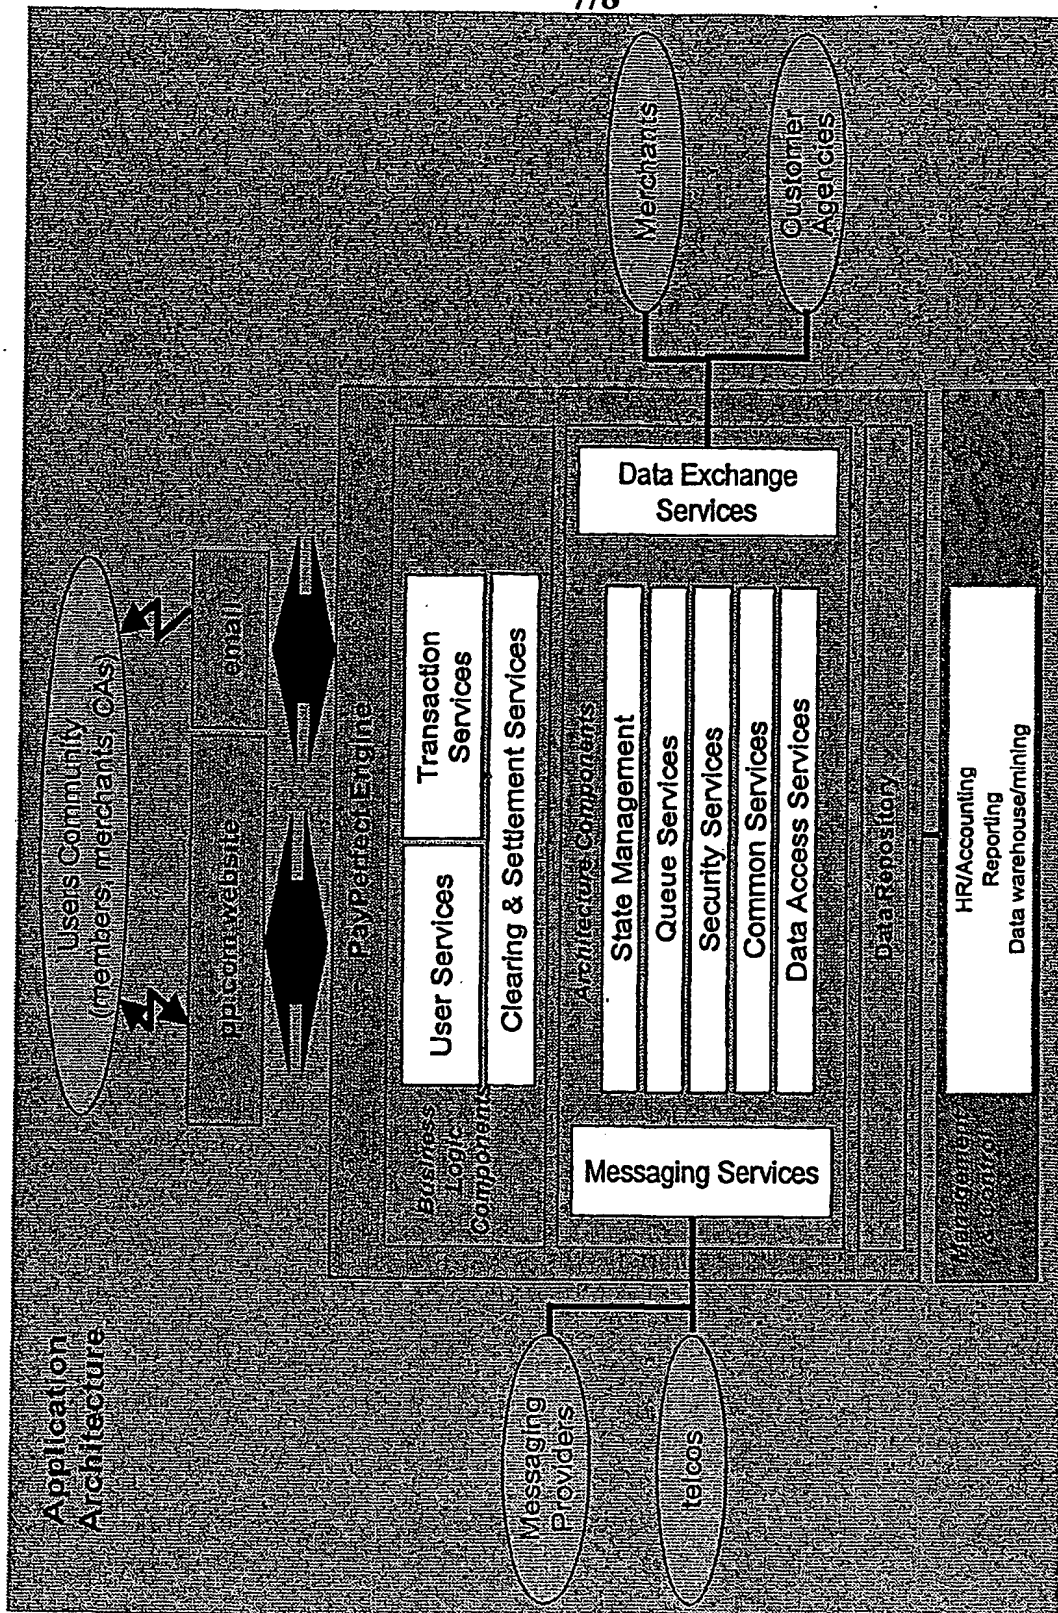 7/8
Application
Architecture
Users Community
(members, merchants, CAs)
pp.com website
email
PayPerfect Engine
Business
Logic
Components
User Services
Transaction
Services
Clearing & Settlement Services
Architecture Components
Messaging Services
State Management
Queue Services
Security Services
Common Services
Data Access Services
Data Exchange
Services
Messaging
Providers
telcos
Merchants
Customer
Agencies
Data Repository
Management
& Control
HR/Accounting
Reporting
Data warehouse/mining